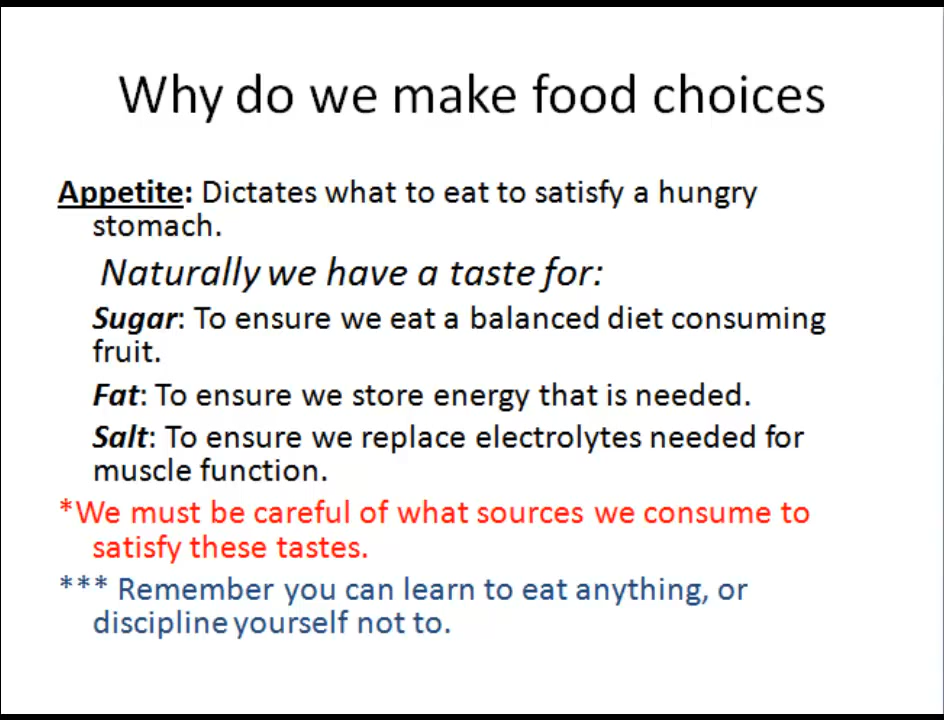 Why do we make food choices
Appetite: Dictates what to eat to satisfy a hungry
stomach.
Naturally we have a taste for:
Sugar: To ensure we eat a balanced diet consuming
fruit.
Fat: To ensure we store energy that is needed.
Salt: To ensure we replace electrolytes needed for
muscle function.
*We must be careful of what sources we consume to
satisfy these tastes.
*** Remember you can learn to eat anything, or
discipline yourself not to.